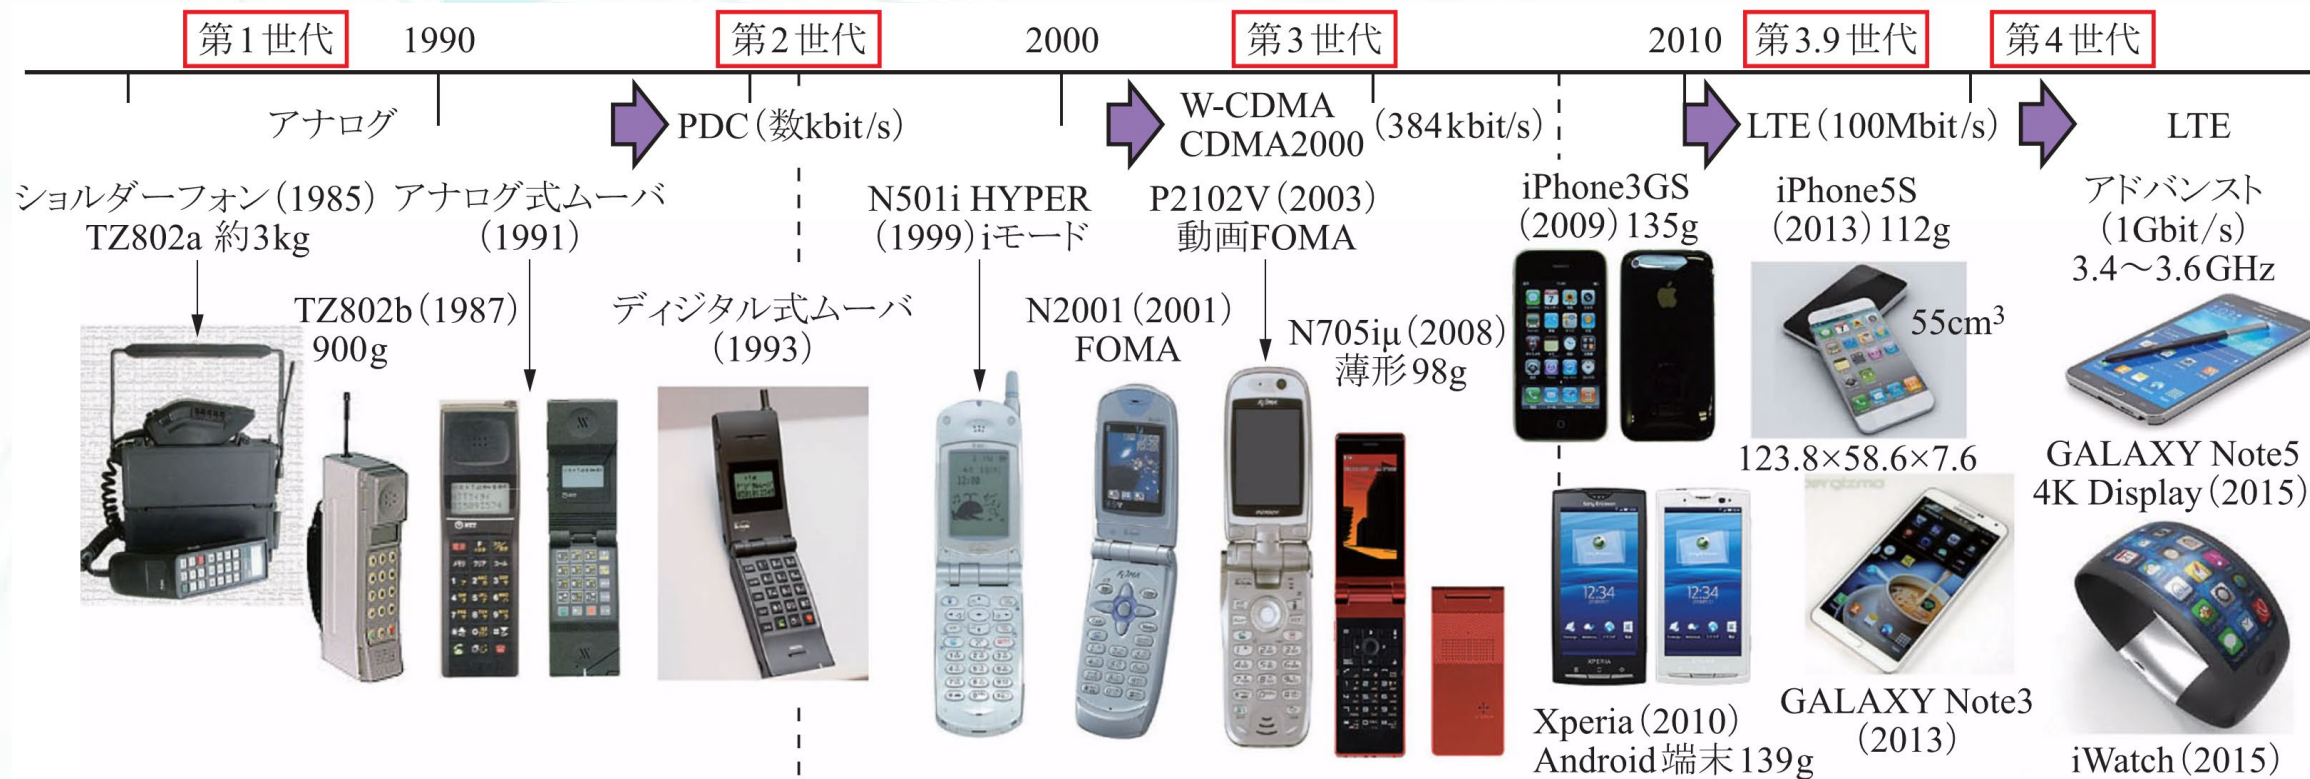 第1世代
1990
第2世代
2000
第3世代
2010
第3.9世代
第4世代
アナログ
PDC（数kbit/s）
W-CDMA
CDMA2000
（384kbit/s）
LTE（100Mbit/s）
LTE
アドバンスト
（1Gbit/s）
3.4～3.6GHz
ショルダーフォン（1985）
TZ802a 約3kg
アナログ式ムーバ
（1991）
N501i HYPER
（1999）iモード
P2102V（2003）
動画FOMA
iPhone3GS
（2009）135g
iPhone5S
（2013）112g
TZ802b（1987）
900g
ディジタル式ムーバ
（1993）
N2001（2001）
FOMA
N705iμ（2008）
薄形98g
55cm³
123.8×58.6×7.6
GALAXY Note5
4K Display（2015）
12:34
12:34
Xperia（2010）
Android端末139g
GALAXY Note3
（2013）
iWatch（2015）